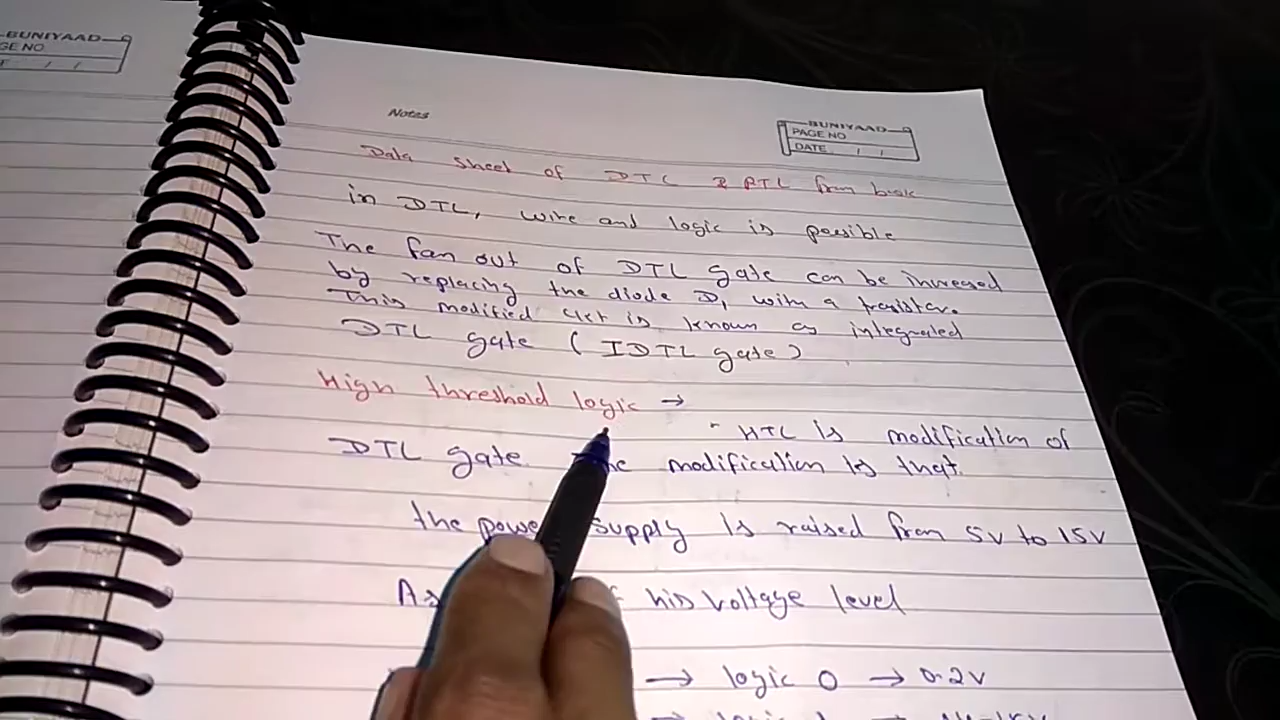 BUNIYAAD
GE NO
Notes
BUNIYAAD
PAGE NO
DATE / /
Data sheet of DTL & RTL from book
in DTL, wire and logic is possible
The fan out of DTL gate can be incresed
by replacing the diode D1 with a transistor.
This modified ckt is known as integrated
DTL gate (IDTL gate)
High threshold logic →
HTL is modification of
DTL gate. The modification is that
the power supply is raised from 5V to 15V
his voltage level
→ logic 0 → 0.2V